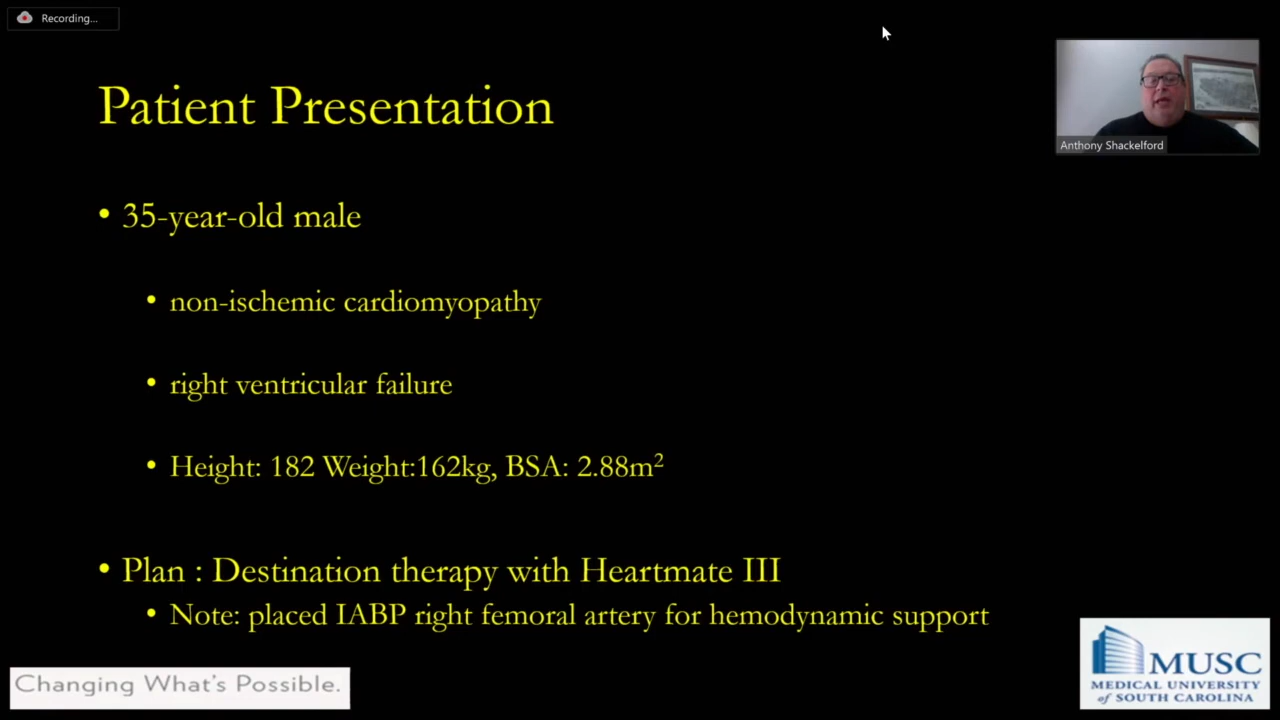 Recording...
Patient Presentation
Anthony Shackelford
• 35-year-old male
• non-ischemic cardiomyopathy
• right ventricular failure
• Height: 182 Weight:162kg, BSA: 2.88m²
• Plan : Destination therapy with Heartmate III
• Note: placed IABP right femoral artery for hemodynamic support
Changing What's Possible.
MUSC
MEDICAL UNIVERSITY
of SOUTH CAROLINA